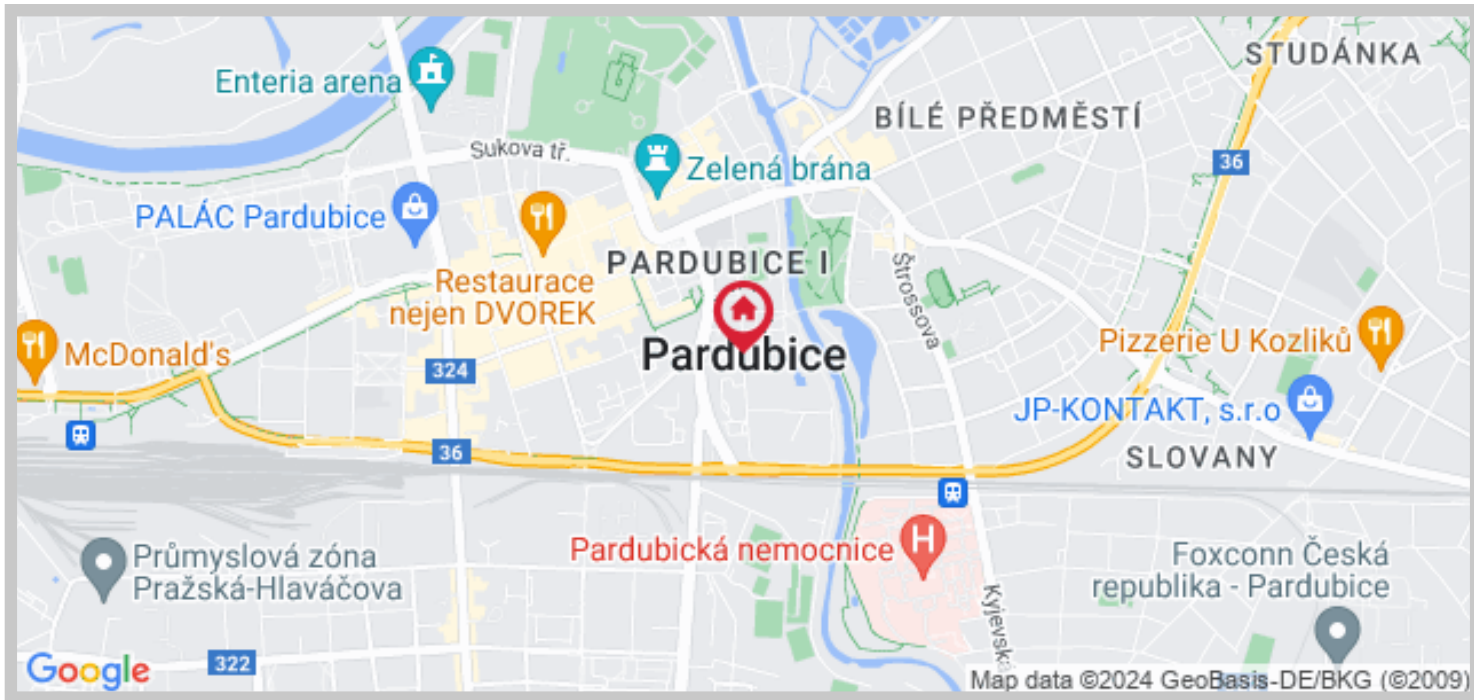 STUDÁNKA
Enteria arena
BÍLÉ PŘEDMĚSTÍ
Sukova tř.
36
Zelená brána
PALÁC Pardubice
PARDUBICE I
Štrossova
Restaurace
nejen DVOREK
McDonald's
Pardubice
Pizzerie U Kozlíků
324
JP-KONTAKT, s.r.o
36
SLOVANY
Pardubická nemocnice
H
Průmyslová zóna
Pražská-Hlaváčova
Foxconn Česká
republika - Pardubice
Kyjevská
Google
322
Map data ©2024 GeoBasis-DE/BKG (©2009)